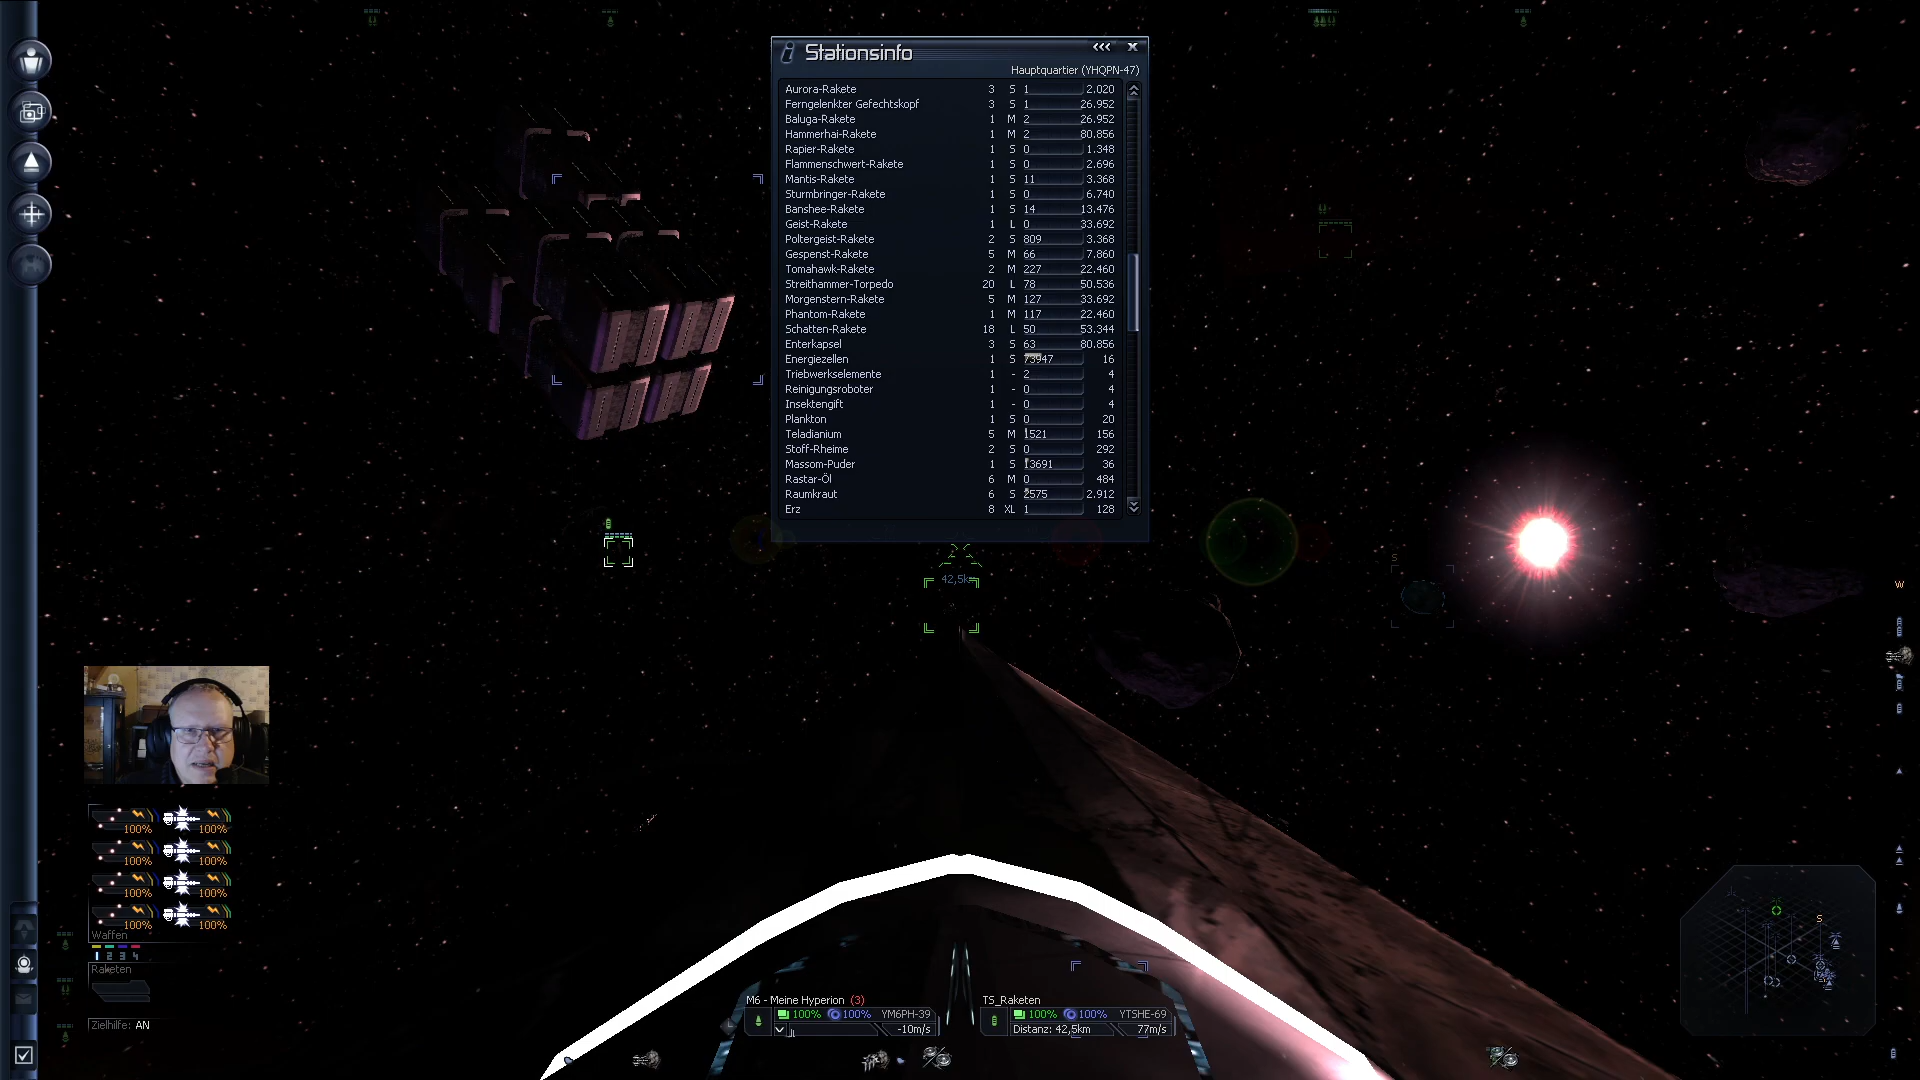 Stationsinfo
Hauptquartier (YHQPN-47)
Aurora-Rakete 3 S 1 2.020
Ferngelenkter Gefechtskopf 3 S 1 26.952
Baluga-Rakete 1 M 2 26.952
Hammerhai-Rakete 1 M 2 80.856
Rapier-Rakete 1 S 0 1.348
Flammenschwert-Rakete 1 S 0 2.696
Mantis-Rakete 1 S 11 3.368
Sturmbringer-Rakete 1 S 0 6.740
Banshee-Rakete 1 S 14 13.476
Geist-Rakete 1 L 0 33.692
Poltergeist-Rakete 2 S 809 3.368
Gespenst-Rakete 5 M 66 7.860
Tomahawk-Rakete 2 M 227 22.460
Streithammer-Torpedo 20 L 78 50.536
Morgenstern-Rakete 5 M 127 33.692
Phantom-Rakete 1 M 117 22.460
Schatten-Rakete 18 L 50 53.344
Enterkapsel 3 S 63 80.856
Energiezellen 1 S 73947 16
Triebwerkselemente 1 - 2 4
Reinigungsroboter 1 - 0 4
Insektengift 1 - 0 4
Plankton 1 S 0 20
Teladianium 5 M 1521 156
Stoff-Rheime 2 S 0 292
Massom-Puder 1 S 13691 36
Rastar-Öl 6 M 0 484
Raumkraut 6 S 2575 2.912
Erz 8 XL 1 128
42,5km
S
W
100% 100%
100% 100%
100% 100%
100% 100%
Waffen
1 2 3 4
Raketen
Zielhilfe: AN
S
M6 - Meine Hyperion (3)
100% 100% YM6PH-39
-10m/s
TS_Raketen
100% 100% YTSHE-69
Distanz: 42,5km 77m/s